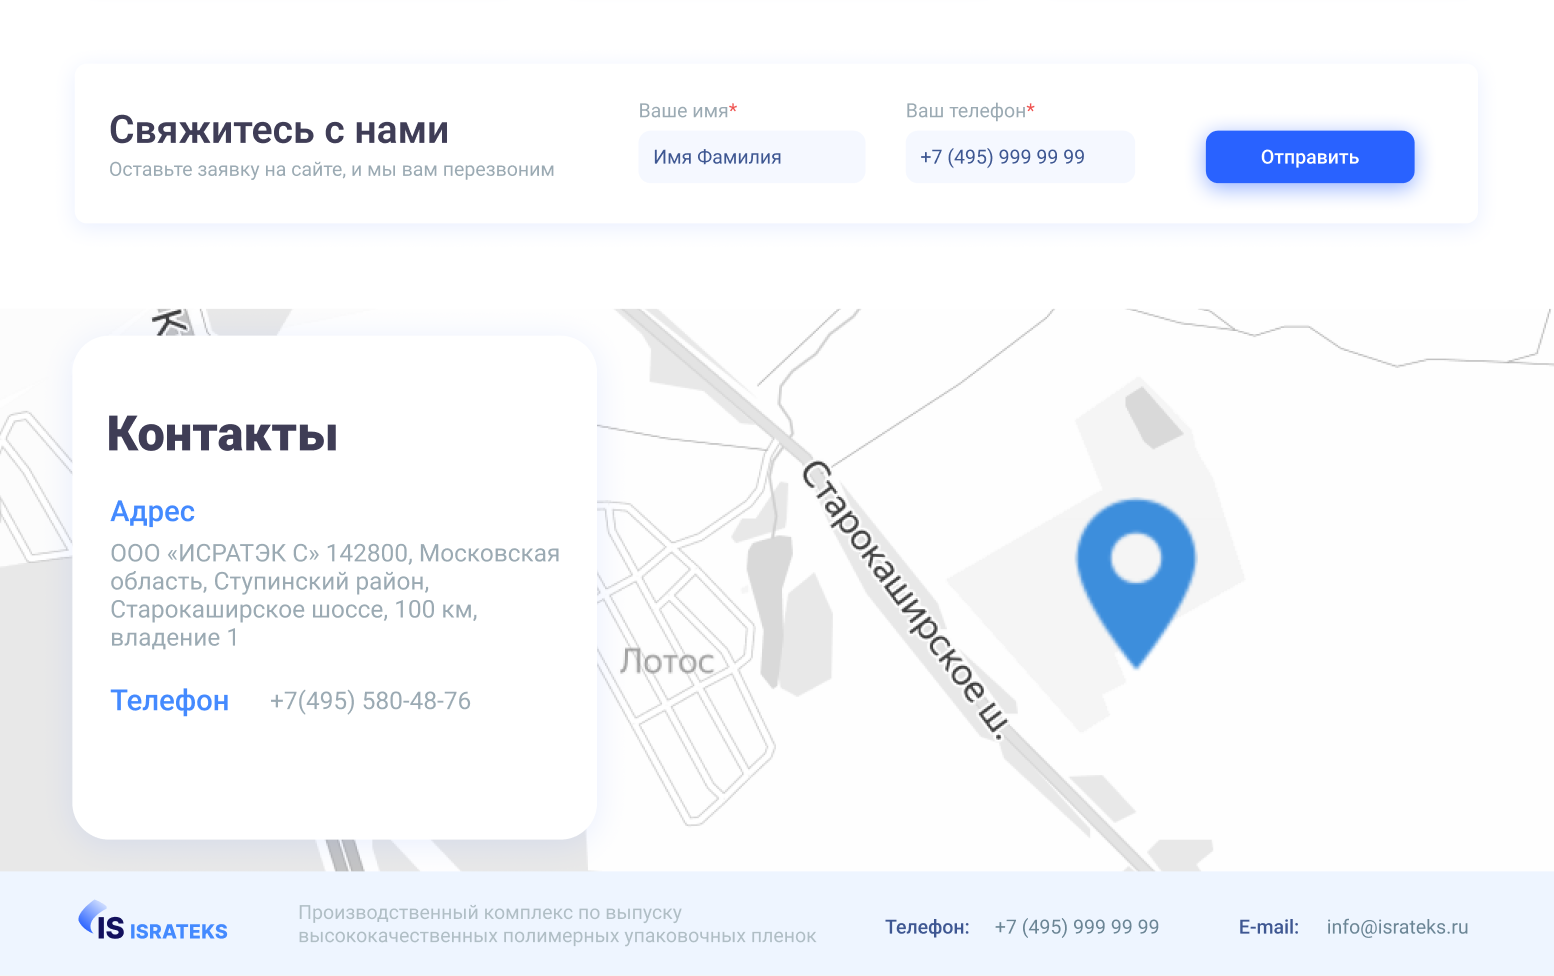 Свяжитесь с нами
Оставьте заявку на сайте, и мы вам перезвоним
Ваше имя*
Имя Фамилия
Ваш телефон*
+7 (495) 999 99 99
Отправить
К
Контакты
Адрес
ООО «ИСРАТЭК С» 142800, Московская
область, Ступинский район,
Старокаширское шоссе, 100 км,
владение 1
Телефон +7(495) 580-48-76
Лотос
Старокаширское ш.
IS ISRATEKS
Производственный комплекс по выпуску
высококачественных полимерных упаковочных пленок
Телефон: +7 (495) 999 99 99
E-mail: info@israteks.ru